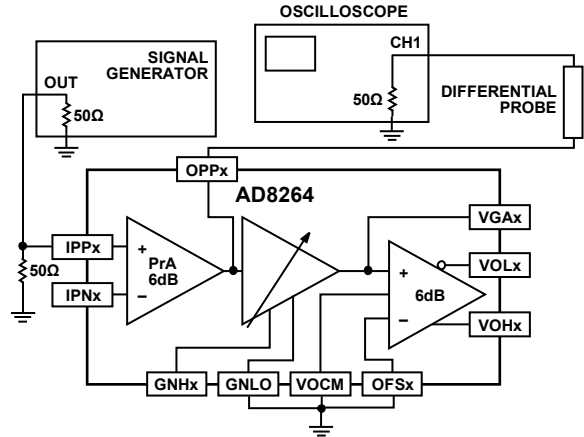 OSCILLOSCOPE
CH1
50Ω
SIGNAL
GENERATOR
OUT
50Ω
DIFFERENTIAL
PROBE
OPPx
AD8264
VGAx
IPPx
+
PrA
6dB
–
IPNx
50Ω
+
6dB
–
VOLx
VOHx
GNHx
GNLO
VOCM
OFSx